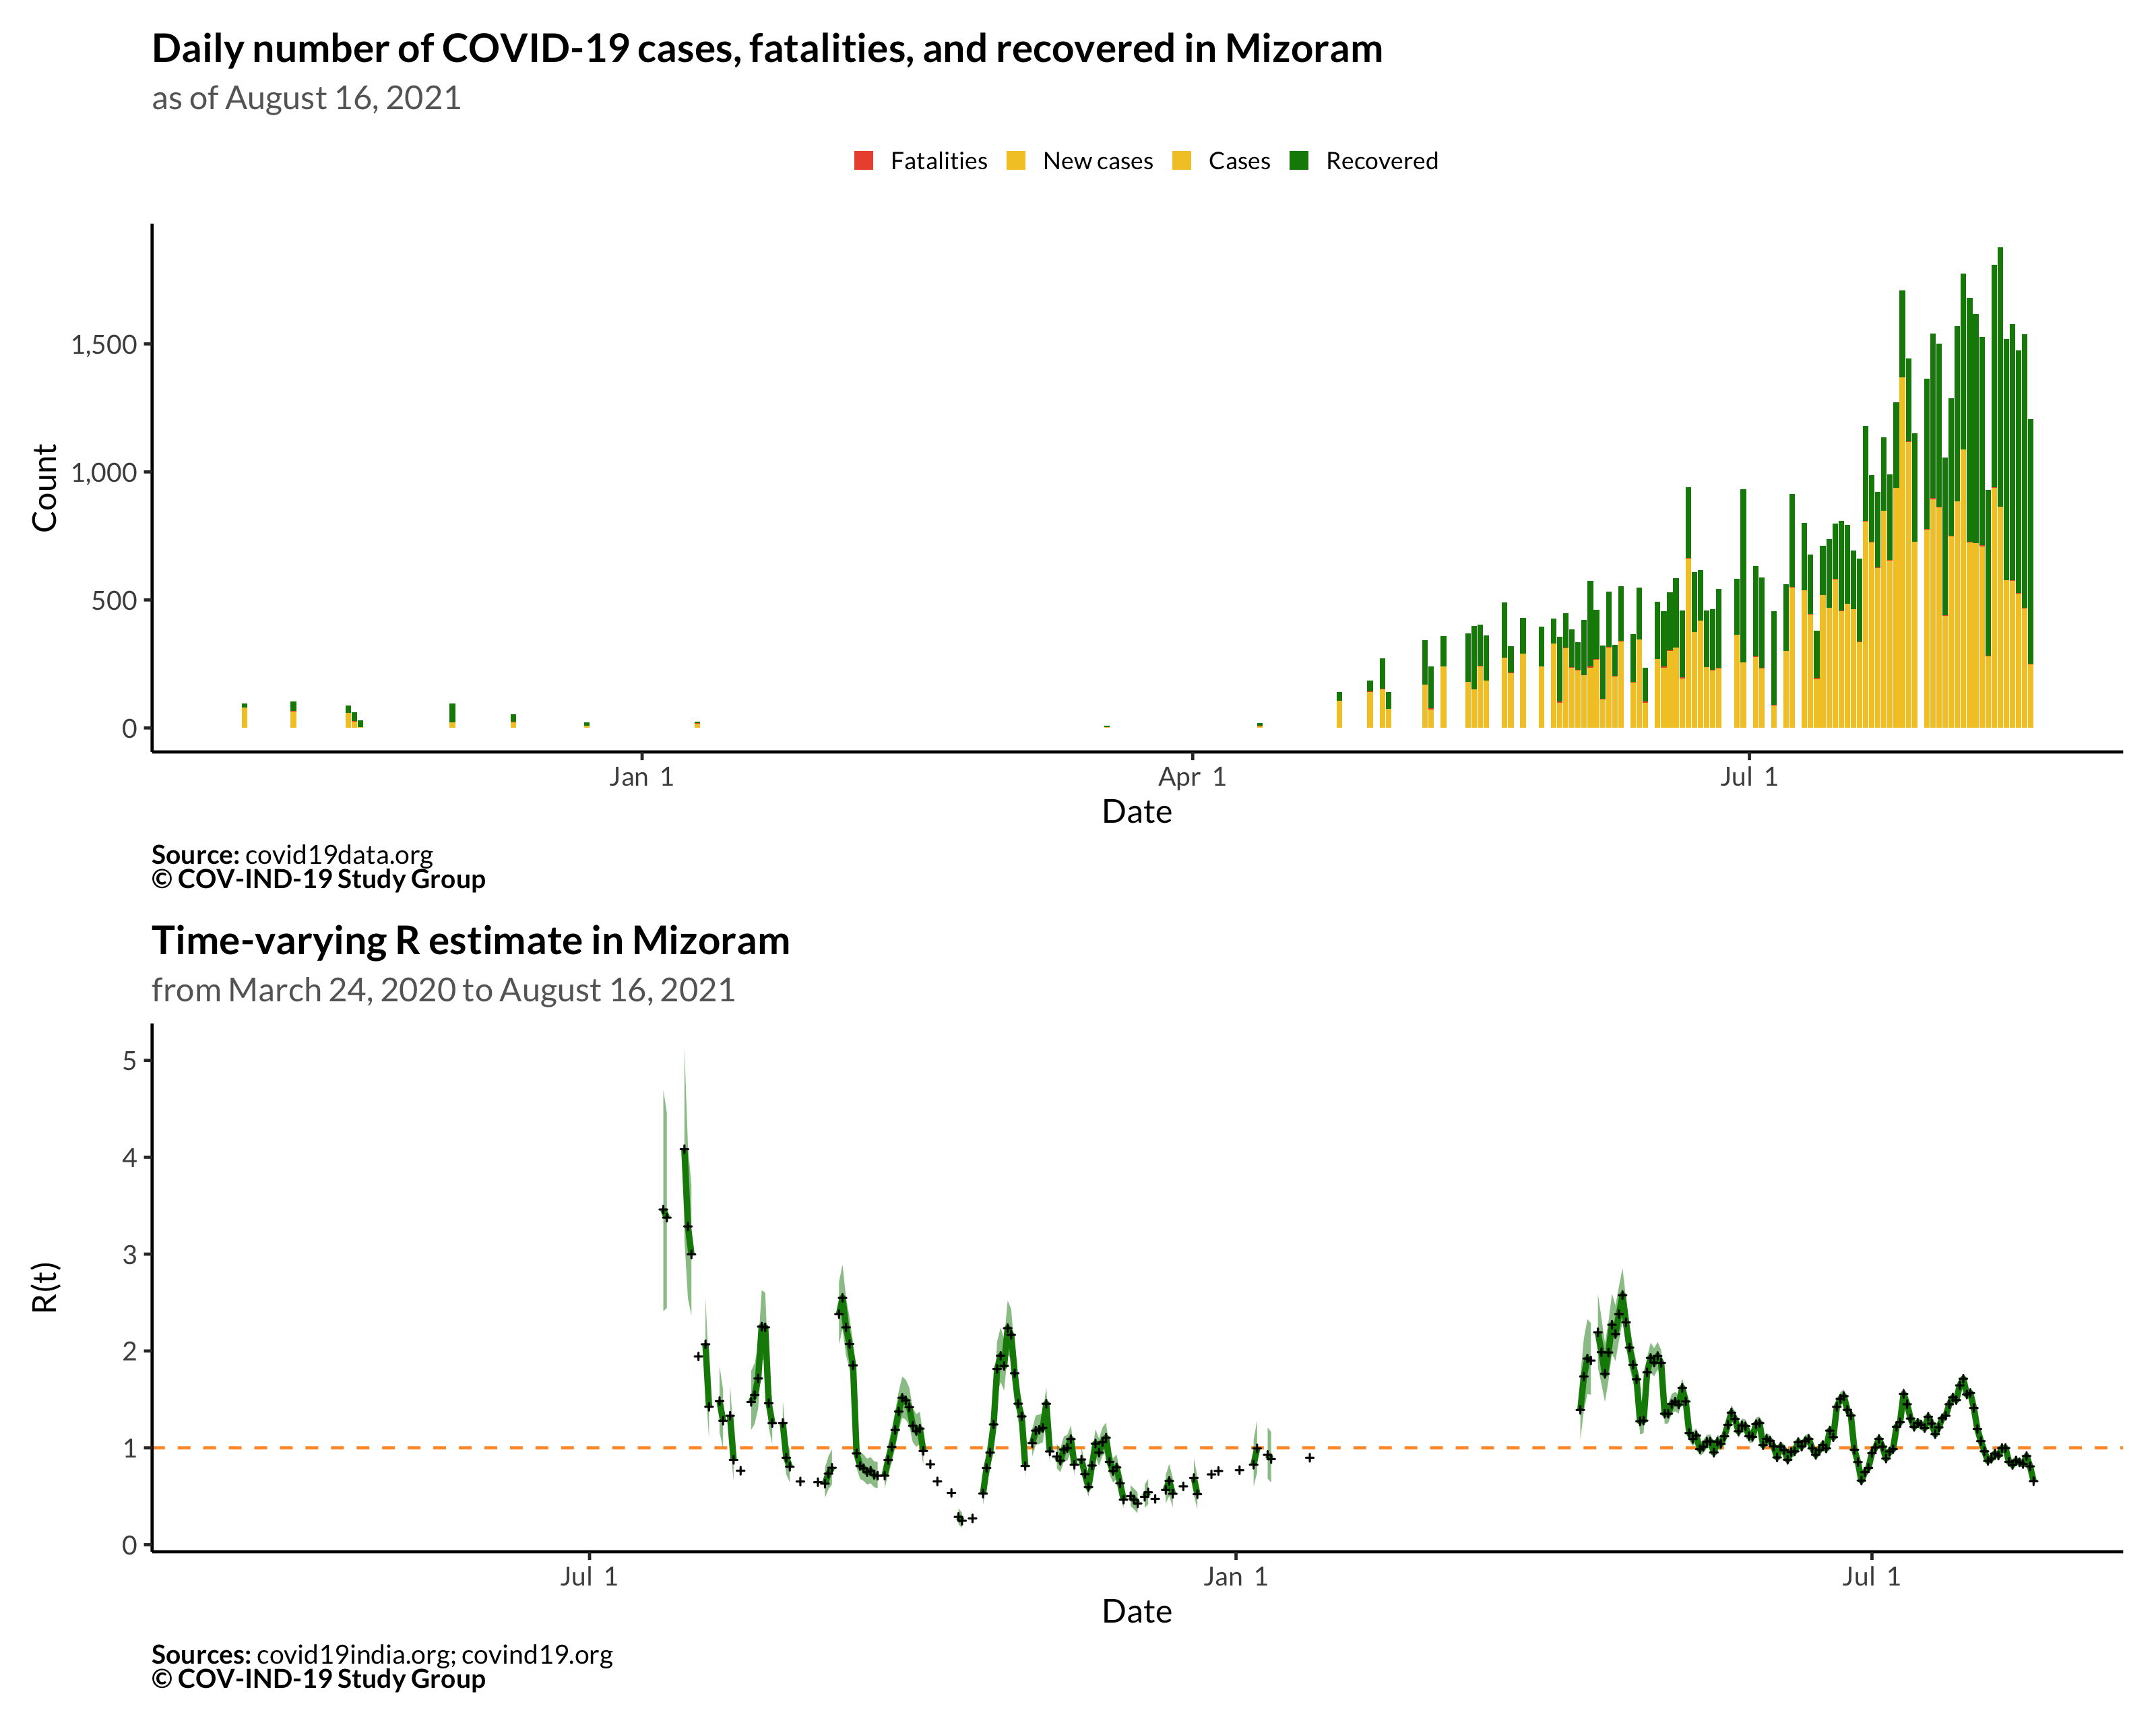 Daily number of COVID-19 cases, fatalities, and recovered in Mizoram
as of August 16, 2021
Fatalities New cases Cases Recovered
Count
1,500
1,000
500
0
Jan 1 Apr 1 Jul 1
Date
Source: covid19data.org
© COV-IND-19 Study Group
Time-varying R estimate in Mizoram
from March 24, 2020 to August 16, 2021
R(t)
5
4
3
2
1
0
Jul 1 Jan 1 Jul 1
Date
Sources: covid19india.org; covind19.org
© COV-IND-19 Study Group